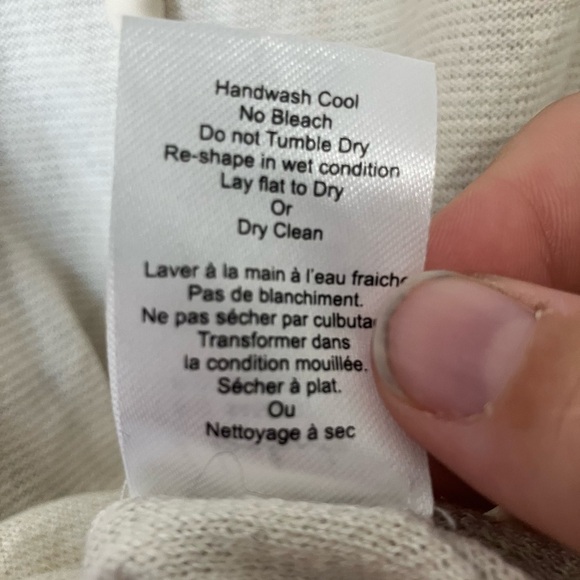 Handwash Cool
No Bleach
Do not Tumble Dry
Re-shape in wet condition
Lay flat to Dry
Or
Dry Clean
Laver à la main à l'eau
Pas de blanchiment.
Ne pas sécher par
Transformer dans
la condition mouillée.
Sécher à plat.
Ou
Nettoyage à sec